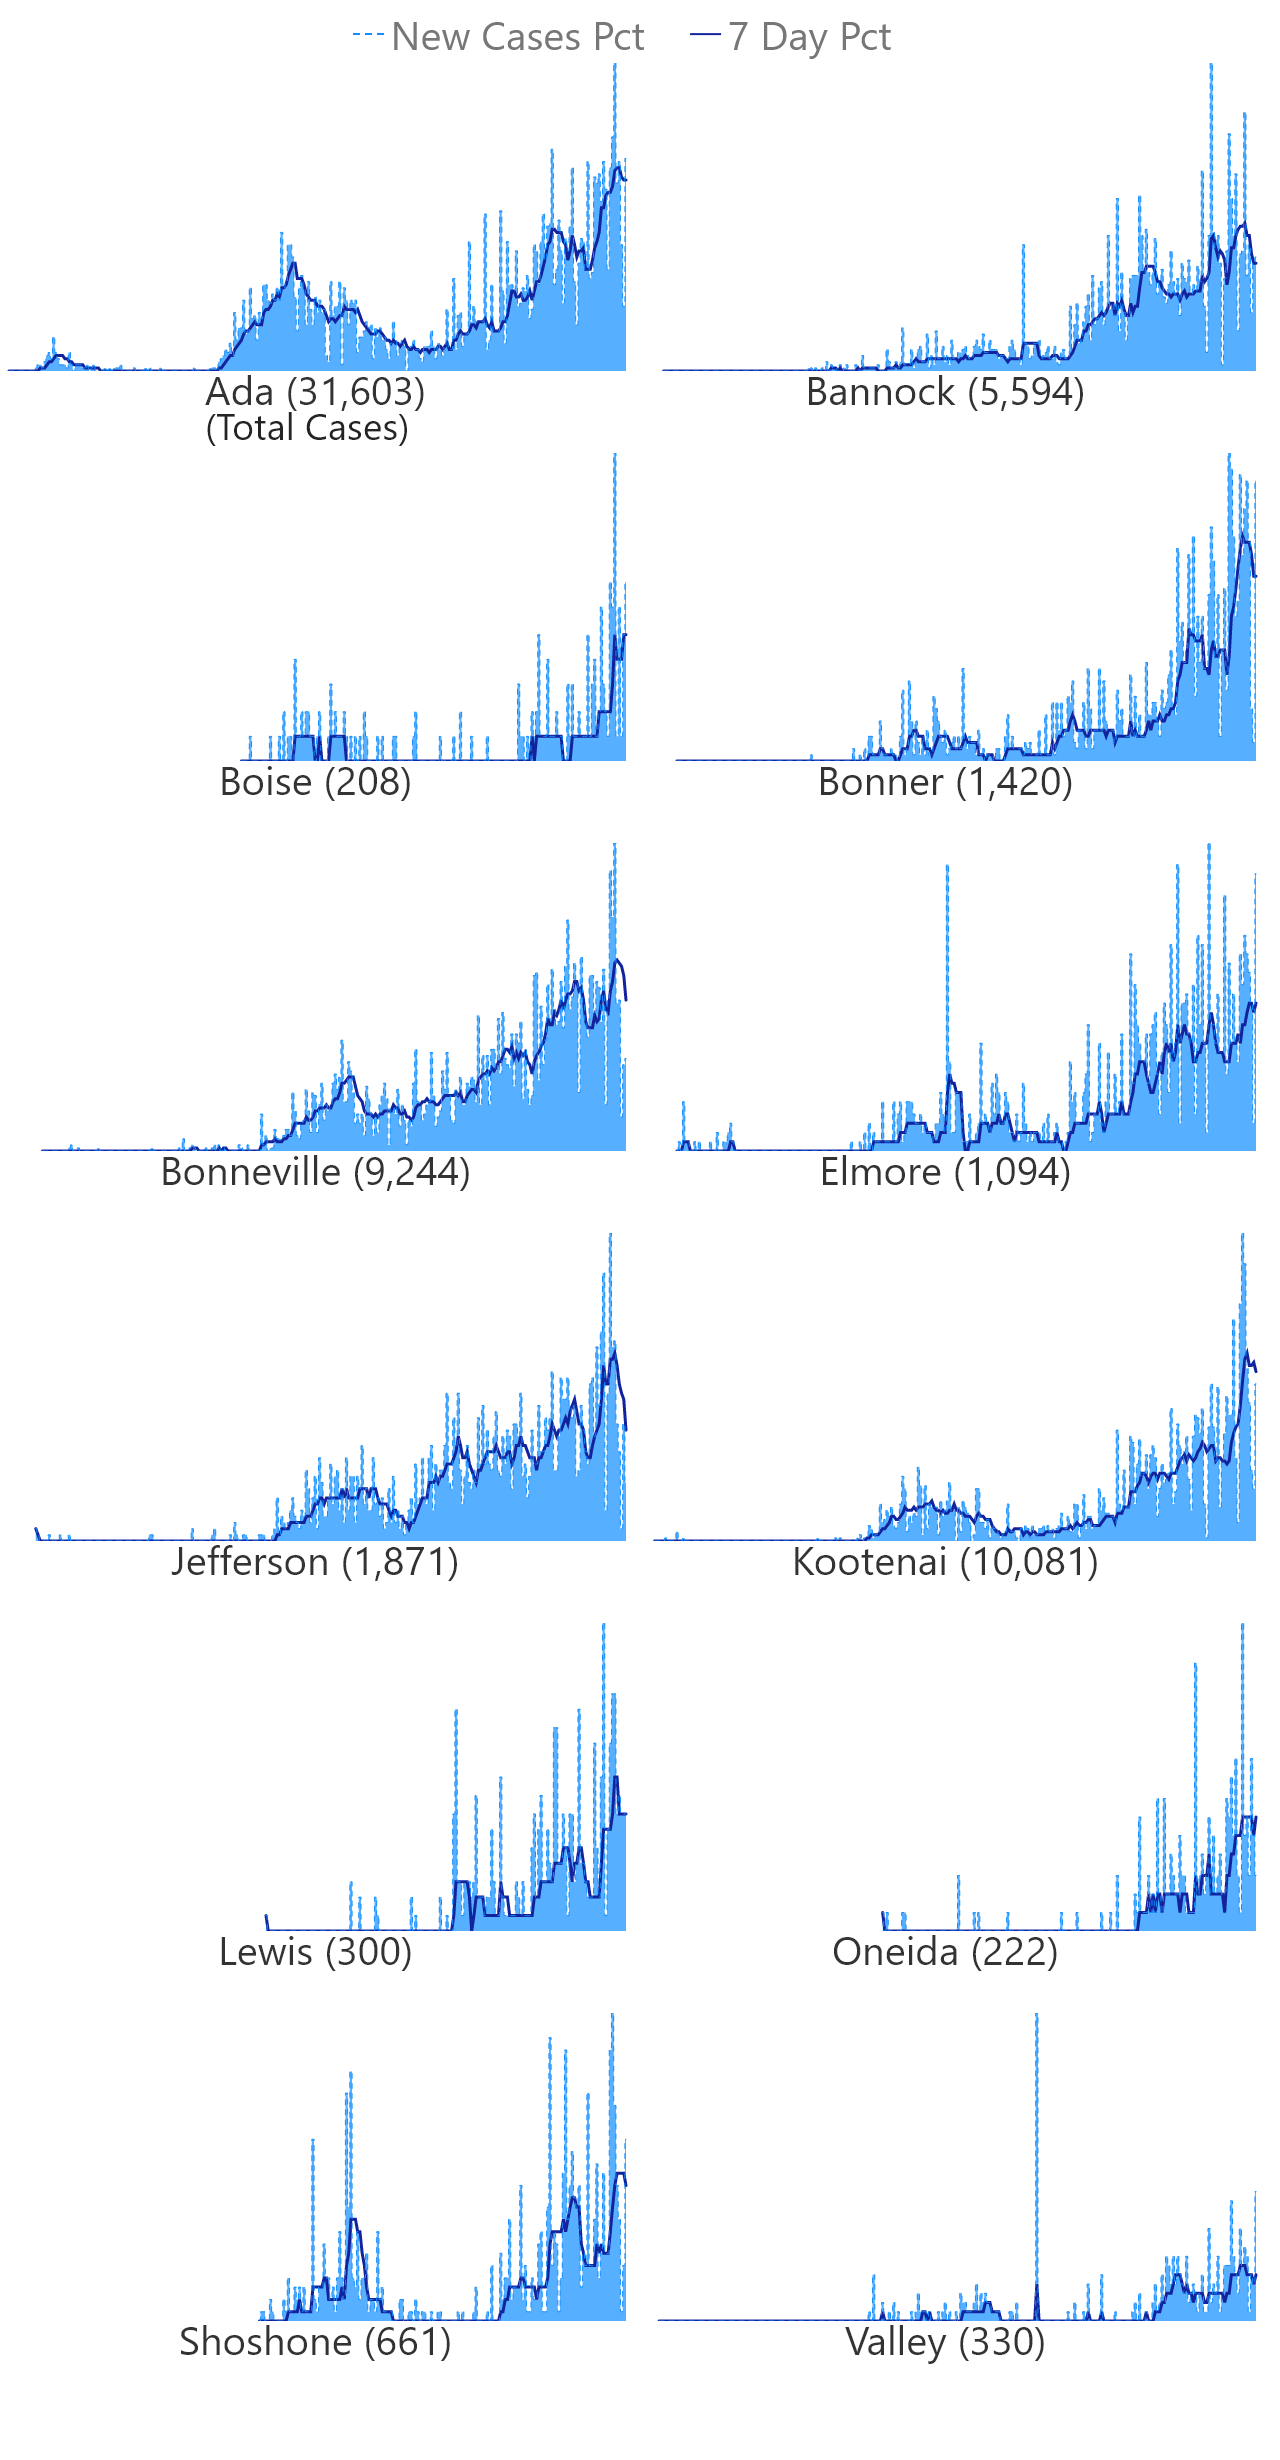 New Cases Pct 7 Day Pct
Ada (31,603) Bannock (5,594)
(Total Cases)
Boise (208) Bonner (1,420)
Bonneville (9,244) Elmore (1,094)
Jefferson (1,871) Kootenai (10,081)
Lewis (300) Oneida (222)
Shoshone (661) Valley (330)